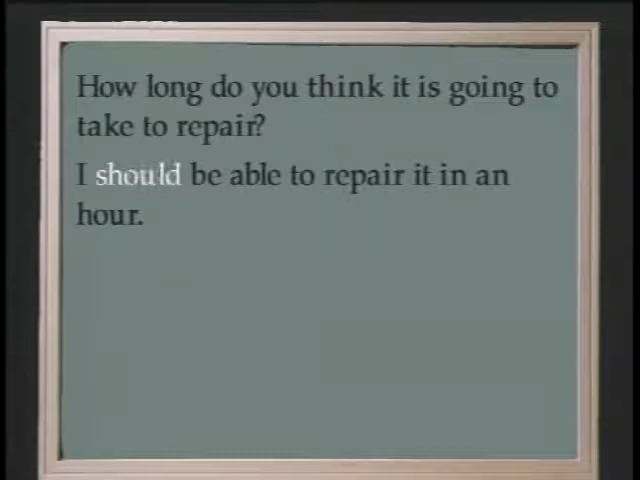 How long do you think it is going to
take to repair?
I should be able to repair it in an
hour.